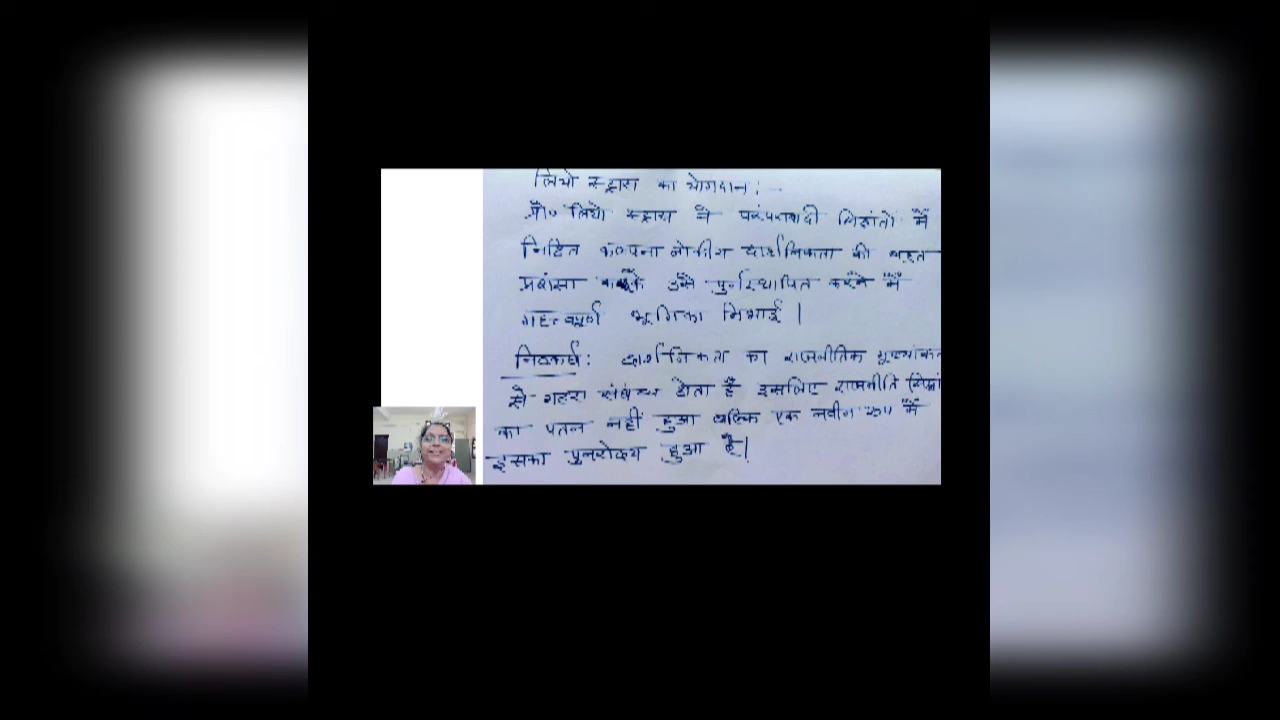 लियो स्ट्रास का योगदान :-
प्रो० लियो स्ट्रास ने परंपरावादी सिद्धांतों में
निहित कल्पना लोकीय दार्शनिकता की बहुत
प्रशंसा करके उसे पुर्नस्थापित करने में
महत्वपूर्ण भूमिका निभाई |
निष्कर्ष : दार्शनिकता का राजनीतिक मूल्यांकन
से गहरा संबंध होता है इसलिए राजनीति
का पतन नहीं हुआ बल्कि एक नवीन रूप में
इसका पुनरोदय हुआ है|